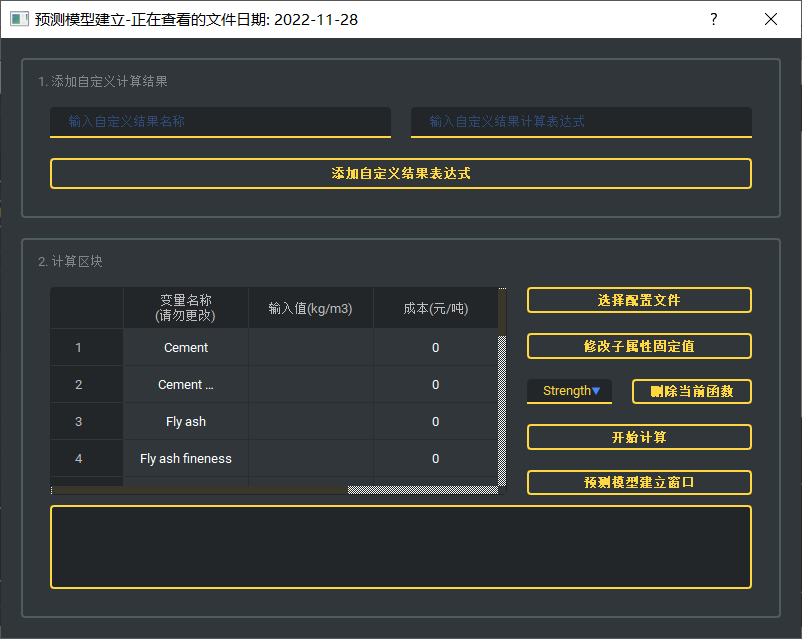 预测模型建立-正在查看的文件日期: 2022-11-28
1. 添加自定义计算结果
输入自定义结果名称
输入自定义结果计算表达式
添加自定义结果表达式
2. 计算区块
变量名称
(请勿更改)
输入值(kg/m3)
成本(元/吨)
1 Cement 0
2 Cement ... 0
3 Fly ash 0
4 Fly ash fineness 0
选择配置文件
修改子属性固定值
Strength
删除当前函数
开始计算
预测模型建立窗口